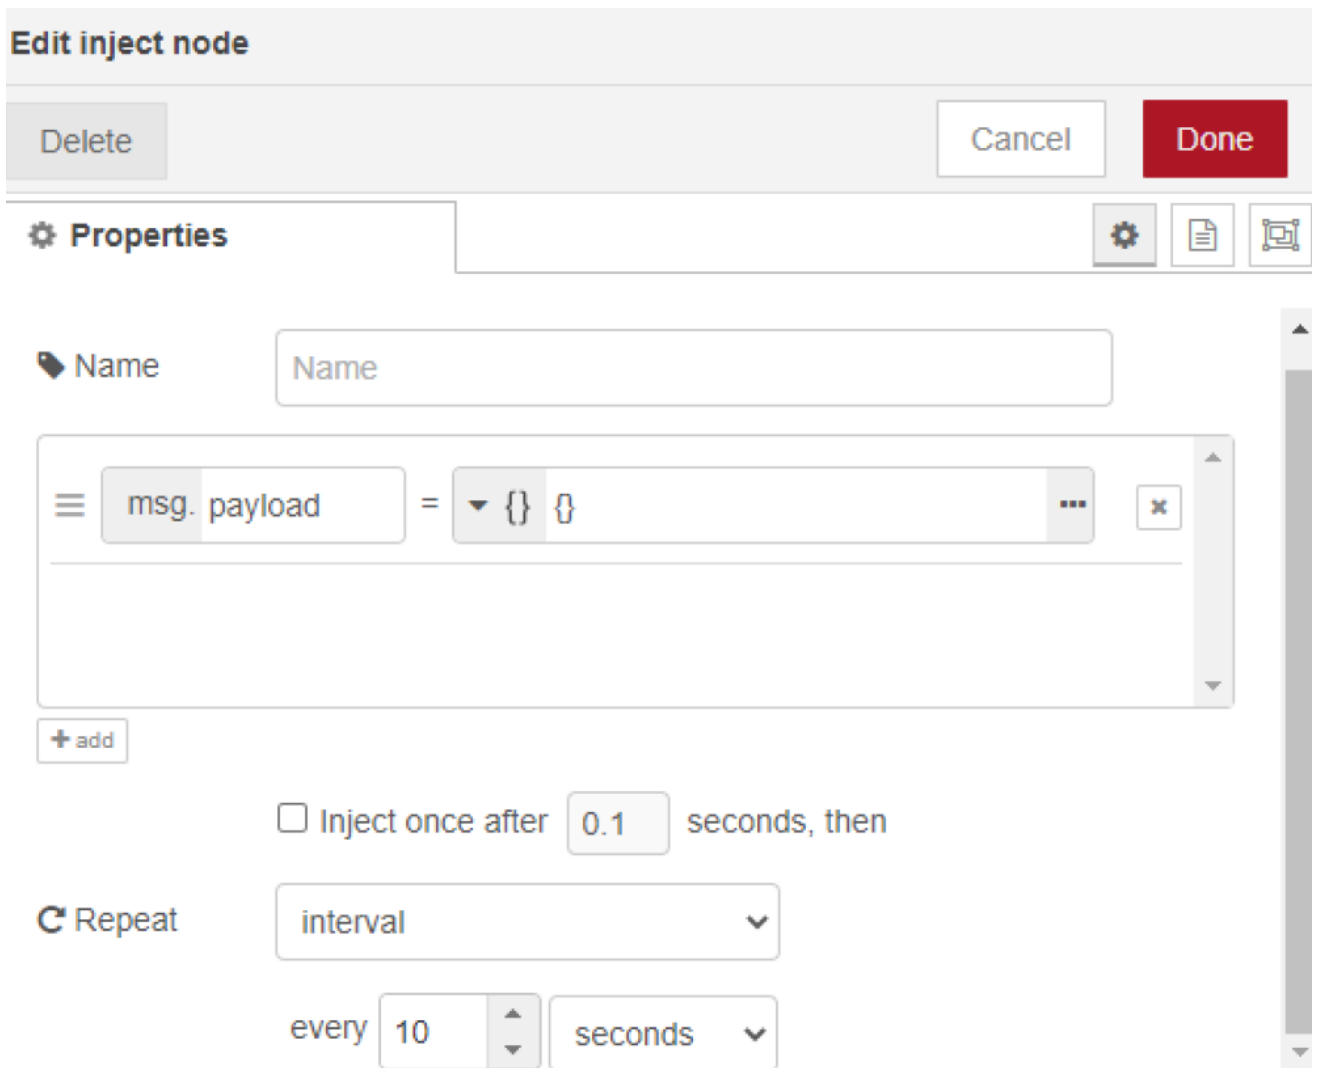 Edit inject node
Delete Cancel Done
Properties
Name Name
msg. payload = {} {}
add
Inject once after 0.1 seconds, then
Repeat interval
every 10 seconds